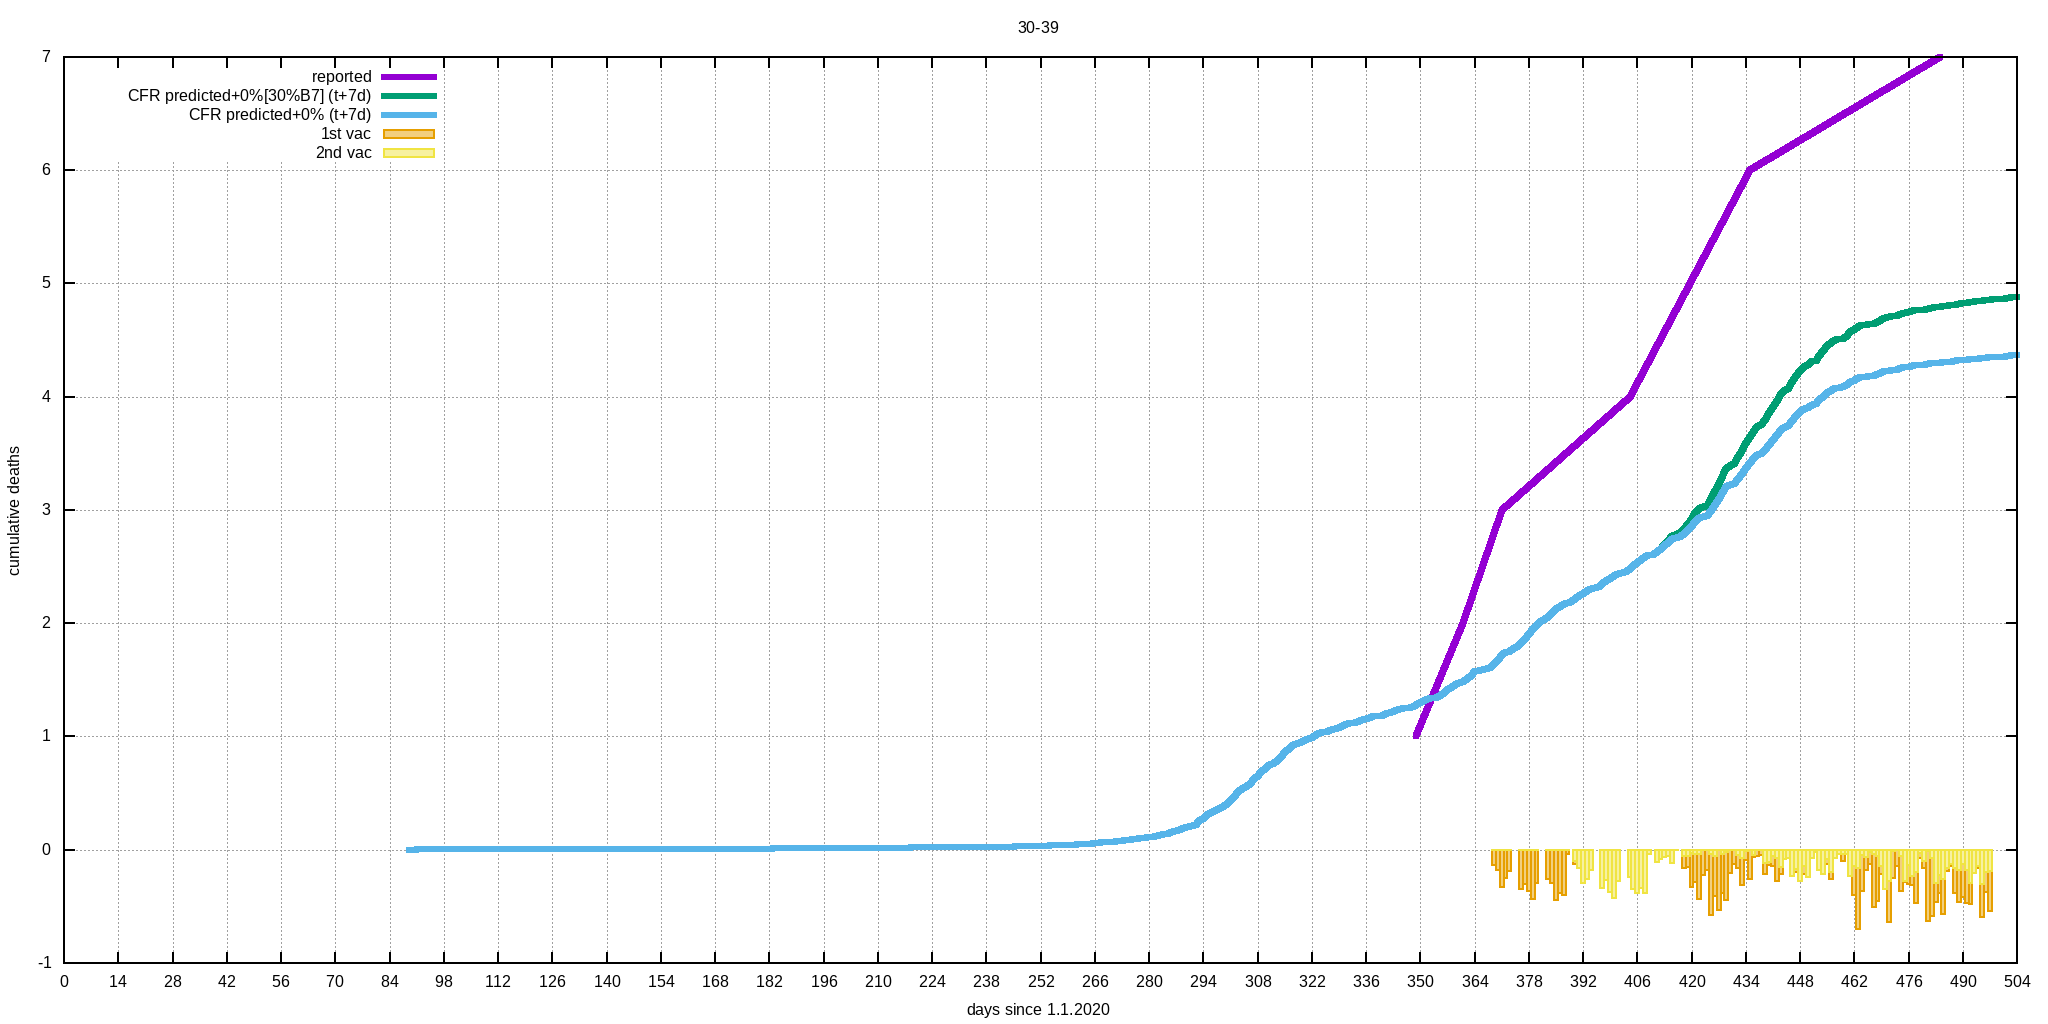 30-39
reported
CFR predicted+0%[30%B7] (t+7d)
CFR predicted+0% (t+7d)
1st vac
2nd vac
7
6
5
4
3
2
1
0
-1
cumulative deaths
0 14 28 42 56 70 84 98 112 126 140 154 168 182 196 210 224 238 252 266 280 294 308 322 336 350 364 378 392 406 420 434 448 462 476 490 504
days since 1.1.2020